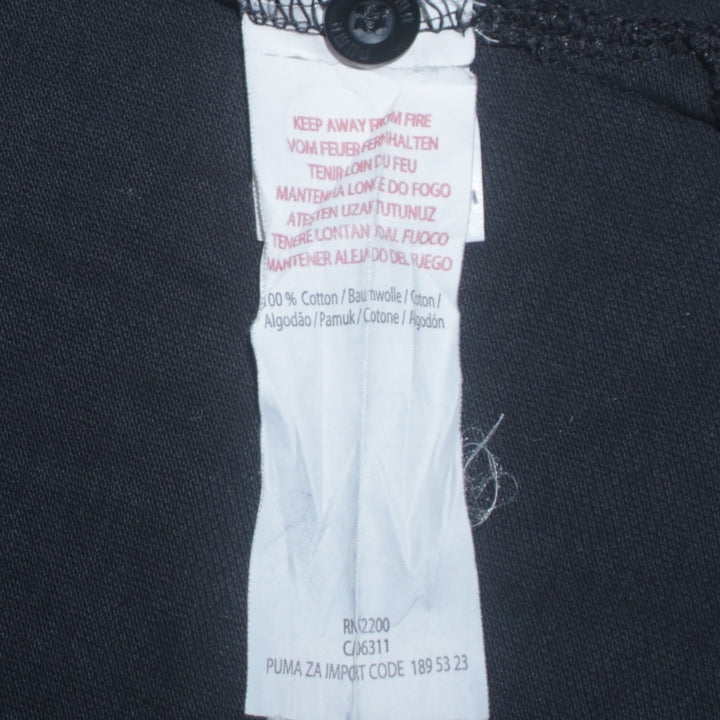 KEEP AWAY FROM FIRE
VOM FEUER FERNHALTEN
TENIR LOIN DU FEU
MANTENHA LONGE DO FOGO
ATEŞTEN UZAK TUTUNUZ
TENERE LONTANO DAL FUOCO
MANTENER ALEJADO DEL FUEGO
100 % Cotton / Baumwolle / Coton /
Algodão / Pamuk / Cotone / Algodón
PUMA ZA IMPORT CODE 189 53 23